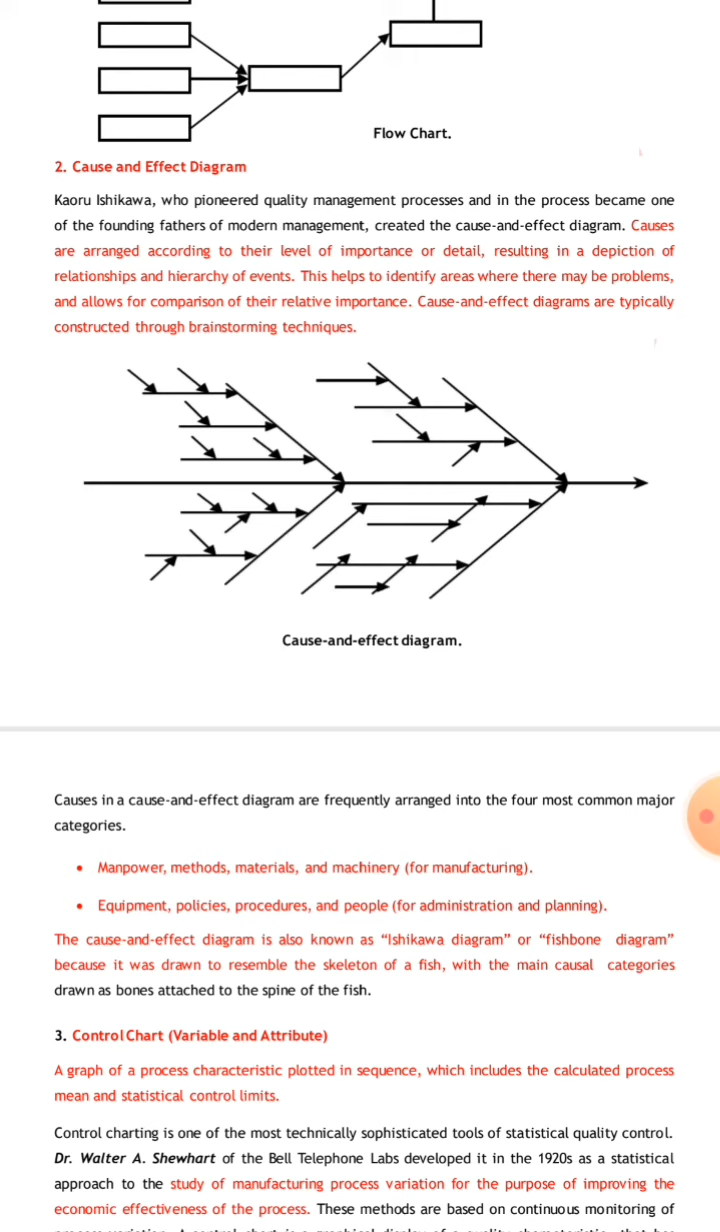 Flow Chart.
2. Cause and Effect Diagram
Kaoru Ishikawa, who pioneered quality management processes and in the process became one
of the founding fathers of modern management, created the cause-and-effect diagram. Causes
are arranged according to their level of importance or detail, resulting in a depiction of
relationships and hierarchy of events. This helps to identify areas where there may be problems,
and allows for comparison of their relative importance. Cause-and-effect diagrams are typically
constructed through brainstorming techniques.
Cause-and-effect diagram.
Causes in a cause-and-effect diagram are frequently arranged into the four most common major
categories.
• Manpower, methods, materials, and machinery (for manufacturing).
• Equipment, policies, procedures, and people (for administration and planning).
The cause-and-effect diagram is also known as “Ishikawa diagram” or “fishbone diagram”
because it was drawn to resemble the skeleton of a fish, with the main causal categories
drawn as bones attached to the spine of the fish.
3. Control Chart (Variable and Attribute)
A graph of a process characteristic plotted in sequence, which includes the calculated process
mean and statistical control limits.
Control charting is one of the most technically sophisticated tools of statistical quality control.
Dr. Walter A. Shewhart of the Bell Telephone Labs developed it in the 1920s as a statistical
approach to the study of manufacturing process variation for the purpose of improving the
economic effectiveness of the process. These methods are based on continuous monitoring of